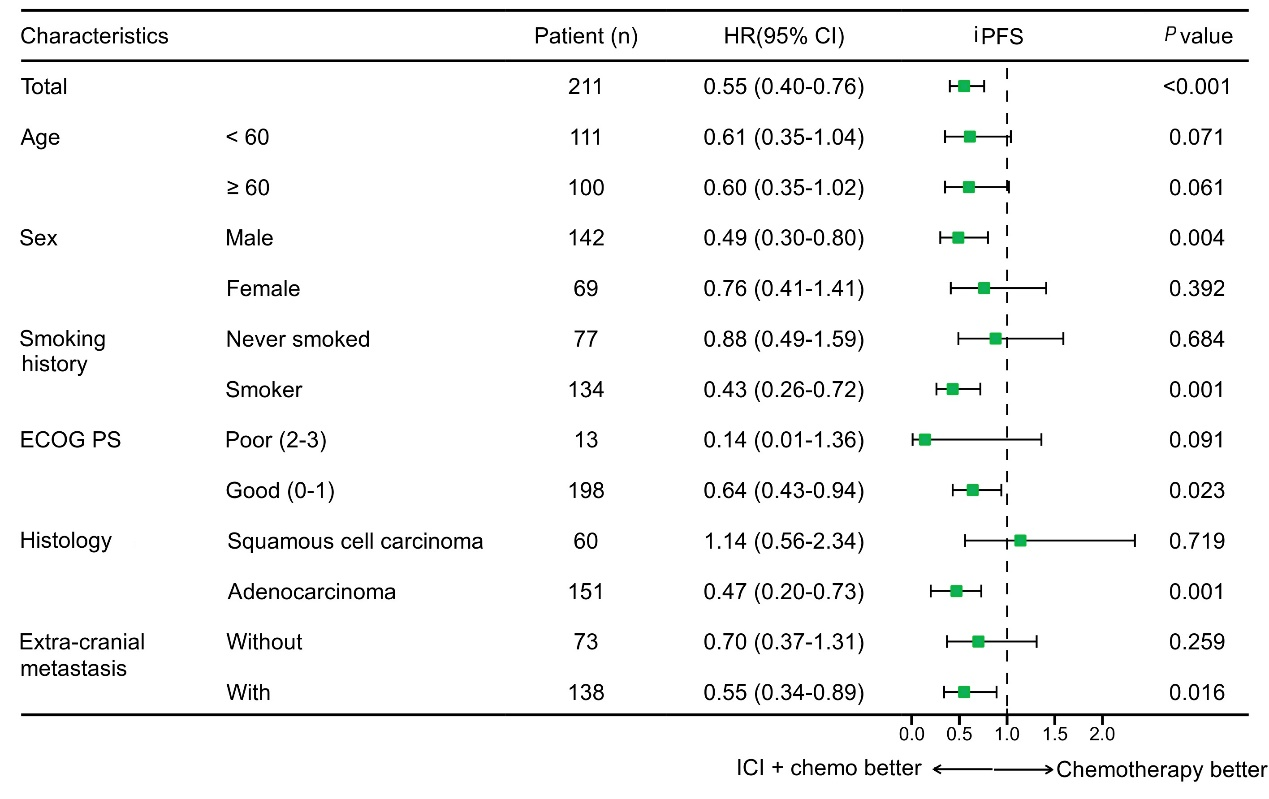 Characteristics Patient (n) HR(95% CI) iPFS P value
Total 211 0.55 (0.40-0.76) <0.001
Age < 60 111 0.61 (0.35-1.04) 0.071
≥ 60 100 0.60 (0.35-1.02) 0.061
Sex Male 142 0.49 (0.30-0.80) 0.004
Female 69 0.76 (0.41-1.41) 0.392
Smoking Never smoked 77 0.88 (0.49-1.59) 0.684
history
Smoker 134 0.43 (0.26-0.72) 0.001
ECOG PS Poor (2-3) 13 0.14 (0.01-1.36) 0.091
Good (0-1) 198 0.64 (0.43-0.94) 0.023
Histology Squamous cell carcinoma 60 1.14 (0.56-2.34) 0.719
Adenocarcinoma 151 0.47 (0.20-0.73) 0.001
Extra-cranial Without 73 0.70 (0.37-1.31) 0.259
metastasis
With 138 0.55 (0.34-0.89) 0.016
0.0 0.5 1.0 1.5 2.0
ICI + chemo better Chemotherapy better